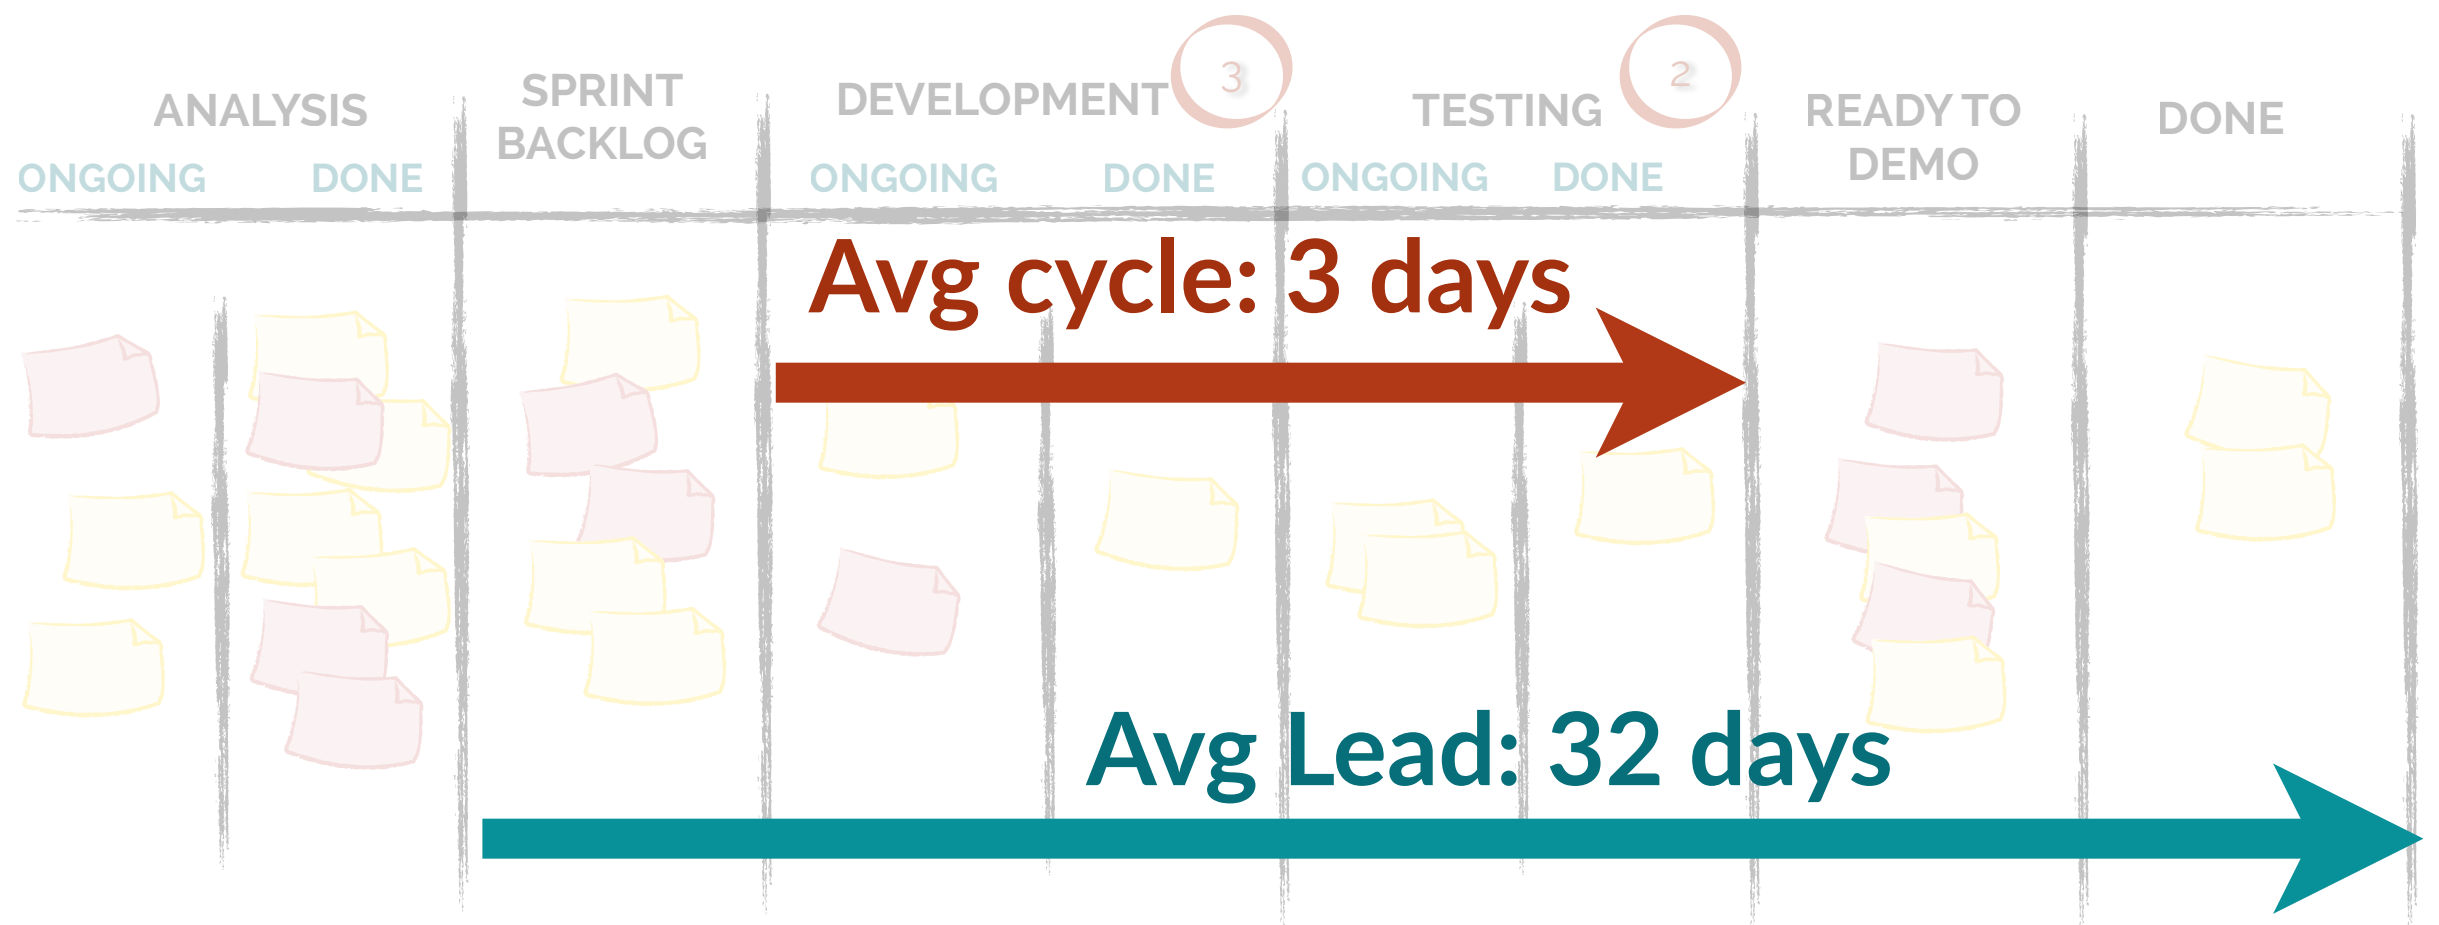 ANALYSIS
ONGOING DONE
SPRINT
BACKLOG
DEVELOPMENT 3
ONGOING DONE
TESTING 2
ONGOING DONE
READY TO
DEMO
DONE
Avg cycle: 3 days
Avg Lead: 32 days